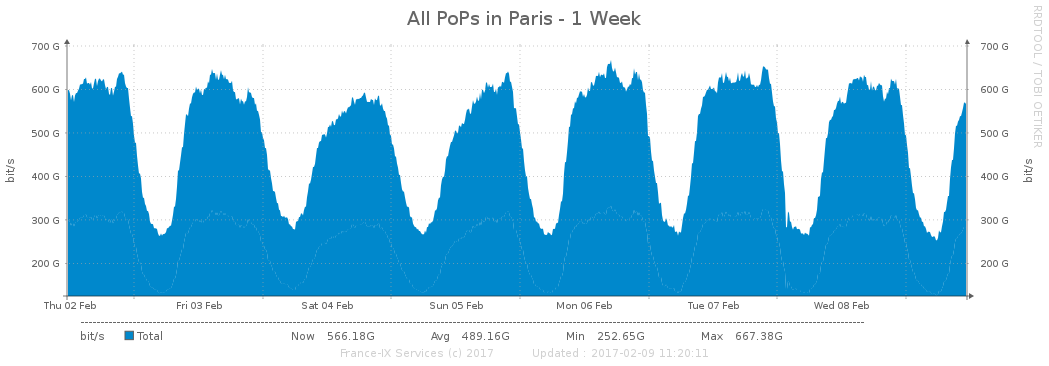 All PoPs in Paris - 1 Week
RRDTOOL / TOBI OETIKER
bit/s
700 G
600 G
500 G
400 G
300 G
200 G
700 G
600 G
500 G
400 G
300 G
200 G
bit/s
Thu 02 Feb Fri 03 Feb Sat 04 Feb Sun 05 Feb Mon 06 Feb Tue 07 Feb Wed 08 Feb
bit/s Total Now 566.18G Avg 489.16G Min 252.65G Max 667.38G
France-IX Services (c) 2017 Updated : 2017-02-09 11:20:11